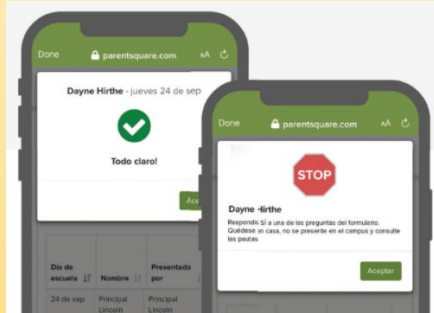 Done parentsquare.com AA
Dayne Hirthe - jueves 24 de sep
Todo claro!
Día de escuela
Nombre
Presentado por
24 de sep
Principal Lincoln
Principal Lincoln
Done parentsquare.com AA
STOP
Dayne Hirthe
Respondió Sí a una de las preguntas del formulario.
Quédese en casa, no se presente en el campus y consulte
las pautas
Aceptar